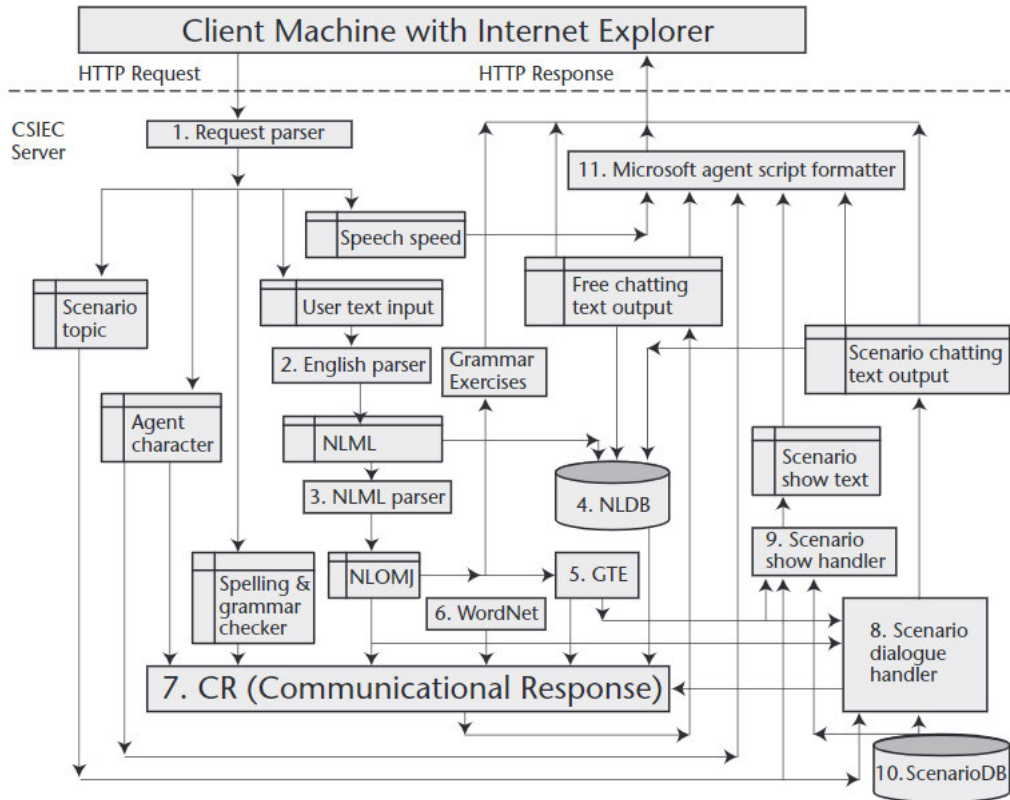 Client Machine with Internet Explorer
HTTP Request
HTTP Response
CSIEC
Server
1. Request parser
11. Microsoft agent script formatter
Speech speed
Scenario
topic
User text input
Free chatting
text output
2. English parser
Grammar
Exercises
Scenario chatting
text output
Agent
character
NLML
Scenario
show text
3. NLML parser
4. NLDB
9. Scenario
show handler
Spelling &
grammar
checker
NLOMJ
5. GTE
6. WordNet
8. Scenario
dialogue
handler
7. CR (Communicational Response)
10. ScenarioDB